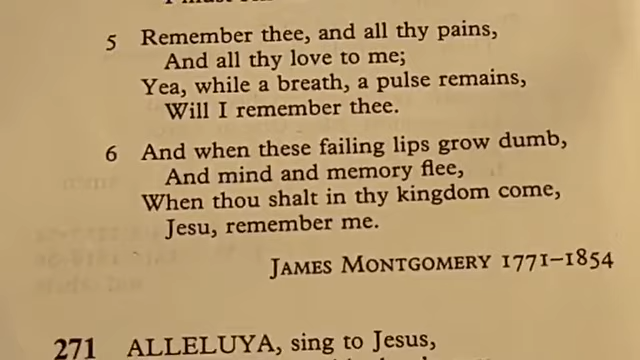 5 Remember thee, and all thy pains,
And all thy love to me;
Yea, while a breath, a pulse remains,
Will I remember thee.
6 And when these failing lips grow dumb,
And mind and memory flee,
When thou shalt in thy kingdom come,
Jesu, remember me.
JAMES MONTGOMERY 1771–1854
271 ALLELUYA, sing to Jesus,